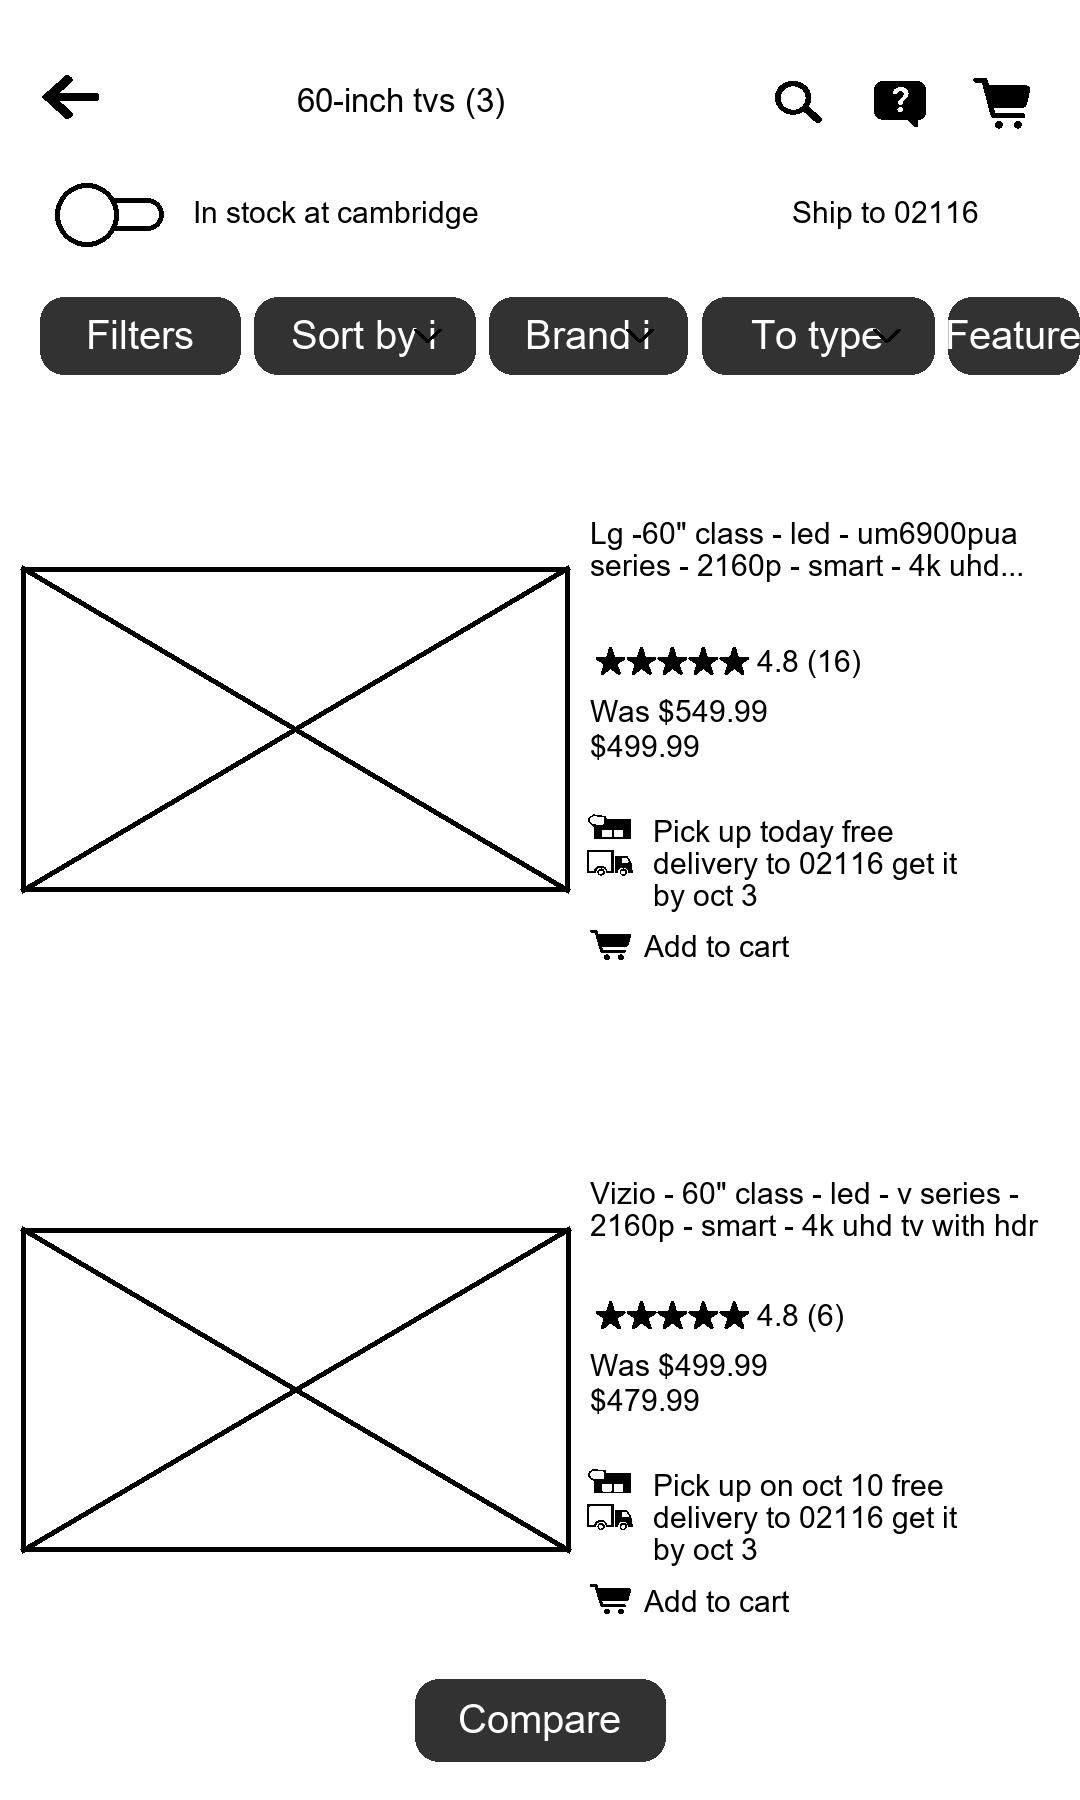 60-inch tvs (3)
?
In stock at cambridge
Ship to 02116
Filters
Sort by i
Brand i
To type
Feature
Lg -60" class - led - um6900pua
series - 2160p - smart - 4k uhd...
4.8 (16)
Was $549.99
$499.99
Pick up today free
delivery to 02116 get it
by oct 3
Add to cart
Vizio - 60" class - led - v series -
2160p - smart - 4k uhd tv with hdr
4.8 (6)
Was $499.99
$479.99
Pick up on oct 10 free
delivery to 02116 get it
by oct 3
Add to cart
Compare